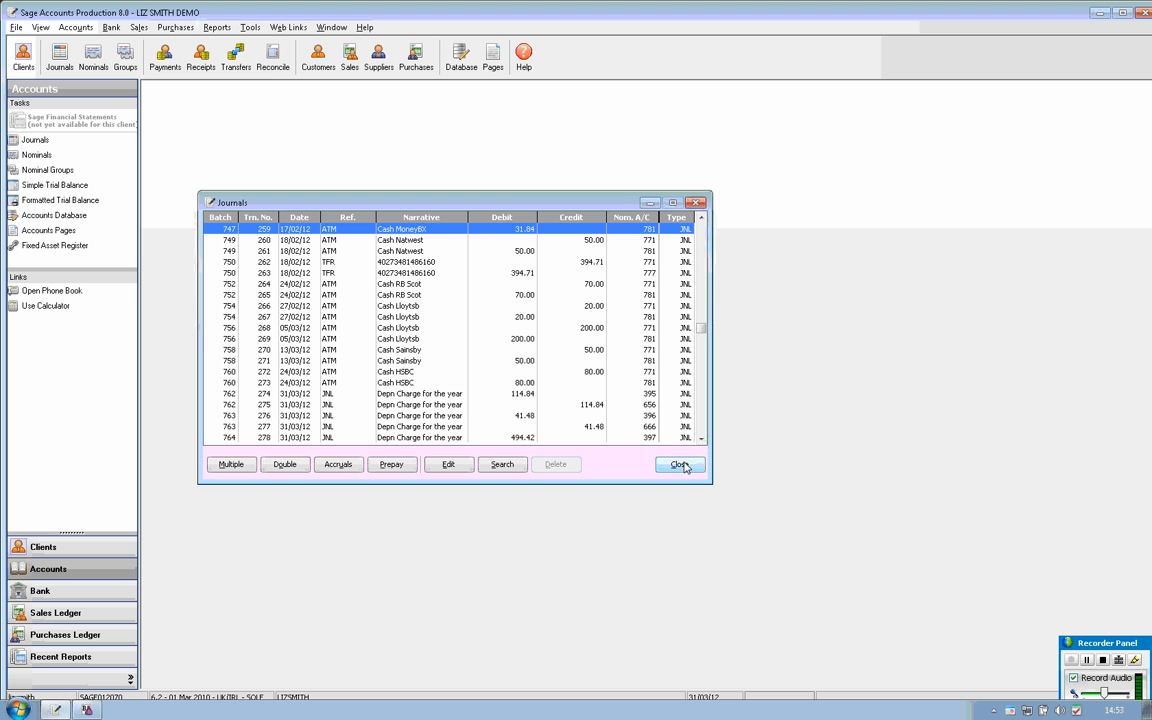 Sage Accounts Production 8.0 - LIZ SMITH DEMO
File View Accounts Bank Sales Purchases Reports Tools Web Links Window Help
Clients Journals Nominals Groups Payments Receipts Transfers Reconcile Customers Sales Suppliers Purchases Database Pages Help
Accounts
Tasks
Sage Financial Statements
(not yet available for this client)
Journals
Nominals
Nominal Groups
Simple Trial Balance
Formatted Trial Balance
Accounts Database
Accounts Pages
Fixed Asset Register
Links
Open Phone Book
Use Calculator
Journals
Batch Trn. No. Date Ref. Narrative Debit Credit Nom. A/C Type
747 259 17/02/12 ATM Cash MoneyBX 31.84 781 JNL
749 260 18/02/12 ATM Cash Natwest 50.00 771 JNL
749 261 18/02/12 ATM Cash Natwest 50.00 781 JNL
750 262 18/02/12 TFR 40273481486160 394.71 771 JNL
750 263 18/02/12 TFR 40273481486160 394.71 777 JNL
752 264 24/02/12 ATM Cash RB Scot 70.00 771 JNL
752 265 24/02/12 ATM Cash RB Scot 70.00 781 JNL
754 266 27/02/12 ATM Cash Lloytsb 20.00 771 JNL
754 267 27/02/12 ATM Cash Lloytsb 20.00 781 JNL
756 268 05/03/12 ATM Cash Lloytsb 200.00 771 JNL
756 269 05/03/12 ATM Cash Lloytsb 200.00 781 JNL
758 270 13/03/12 ATM Cash Sainsby 50.00 771 JNL
758 271 13/03/12 ATM Cash Sainsby 50.00 781 JNL
760 272 24/03/12 ATM Cash HSBC 80.00 771 JNL
760 273 24/03/12 ATM Cash HSBC 80.00 781 JNL
762 274 31/03/12 JNL Depn Charge for the year 114.84 395 JNL
762 275 31/03/12 JNL Depn Charge for the year 114.84 656 JNL
763 276 31/03/12 JNL Depn Charge for the year 41.48 396 JNL
763 277 31/03/12 JNL Depn Charge for the year 41.48 666 JNL
764 278 31/03/12 JNL Depn Charge for the year 494.42 397 JNL
Multiple Double Accruals Prepay Edit Search Delete Close
Clients
Accounts
Bank
Sales Ledger
Purchases Ledger
Recent Reports
Recorder Panel
Record Audio
SAGE012070 6.2 - 01 Mar 2010 - UK/IRL - SOLE LIZSMITH 31/03/12
14:53